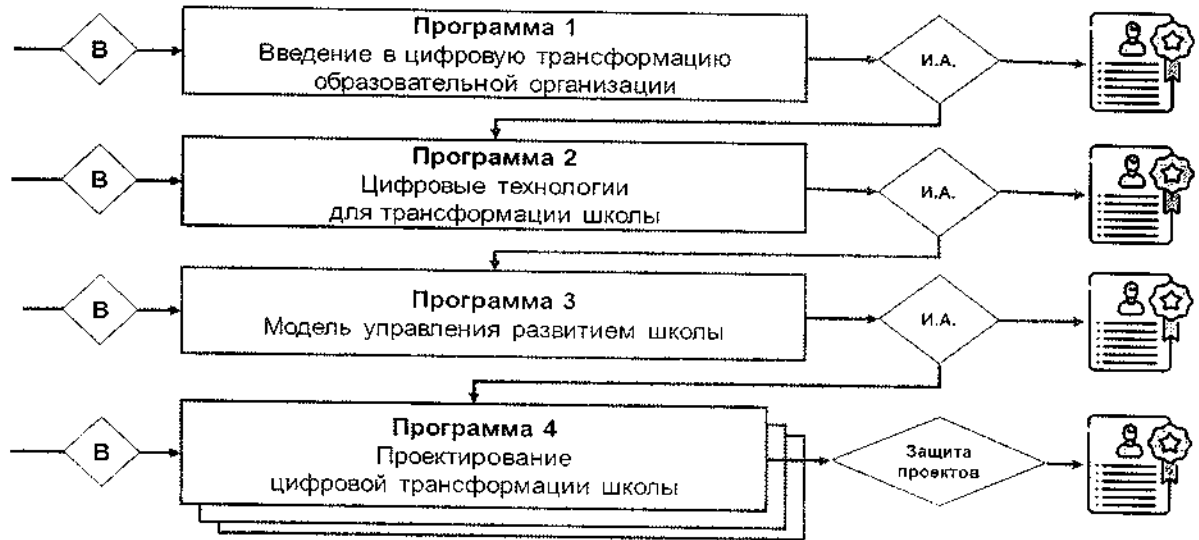 В
Программа 1
Введение в цифровую трансформацию
образовательной организации
И.А.
В
Программа 2
Цифровые технологии
для трансформации школы
И.А.
В
Программа 3
Модель управления развитием школы
И.А.
В
Программа 4
Проектирование
цифровой трансформации школы
Защита
проектов